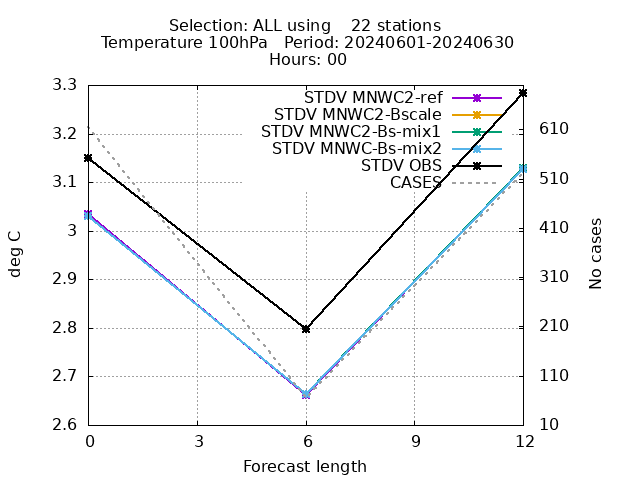 Selection: ALL using    22 stations
Temperature 100hPa   Period: 20240601-20240630
Hours: 00
STDV MNWC2-ref
STDV MNWC2-Bscale
STDV MNWC2-Bs-mix1
STDV MNWC-Bs-mix2
STDV OBS
CASES
3.3
3.2
3.1
3
2.9
2.8
2.7
2.6
deg C
610
510
410
310
210
110
10
No cases
0 3 6 9 12
Forecast length